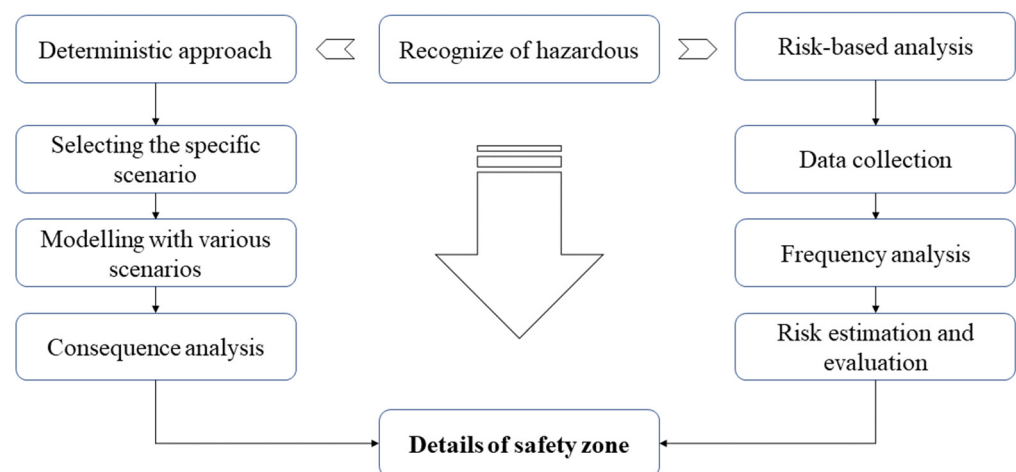 Deterministic approach
Recognize of hazardous
Risk-based analysis
Selecting the specific
scenario
Data collection
Modelling with various
scenarios
Frequency analysis
Consequence analysis
Risk estimation and
evaluation
Details of safety zone